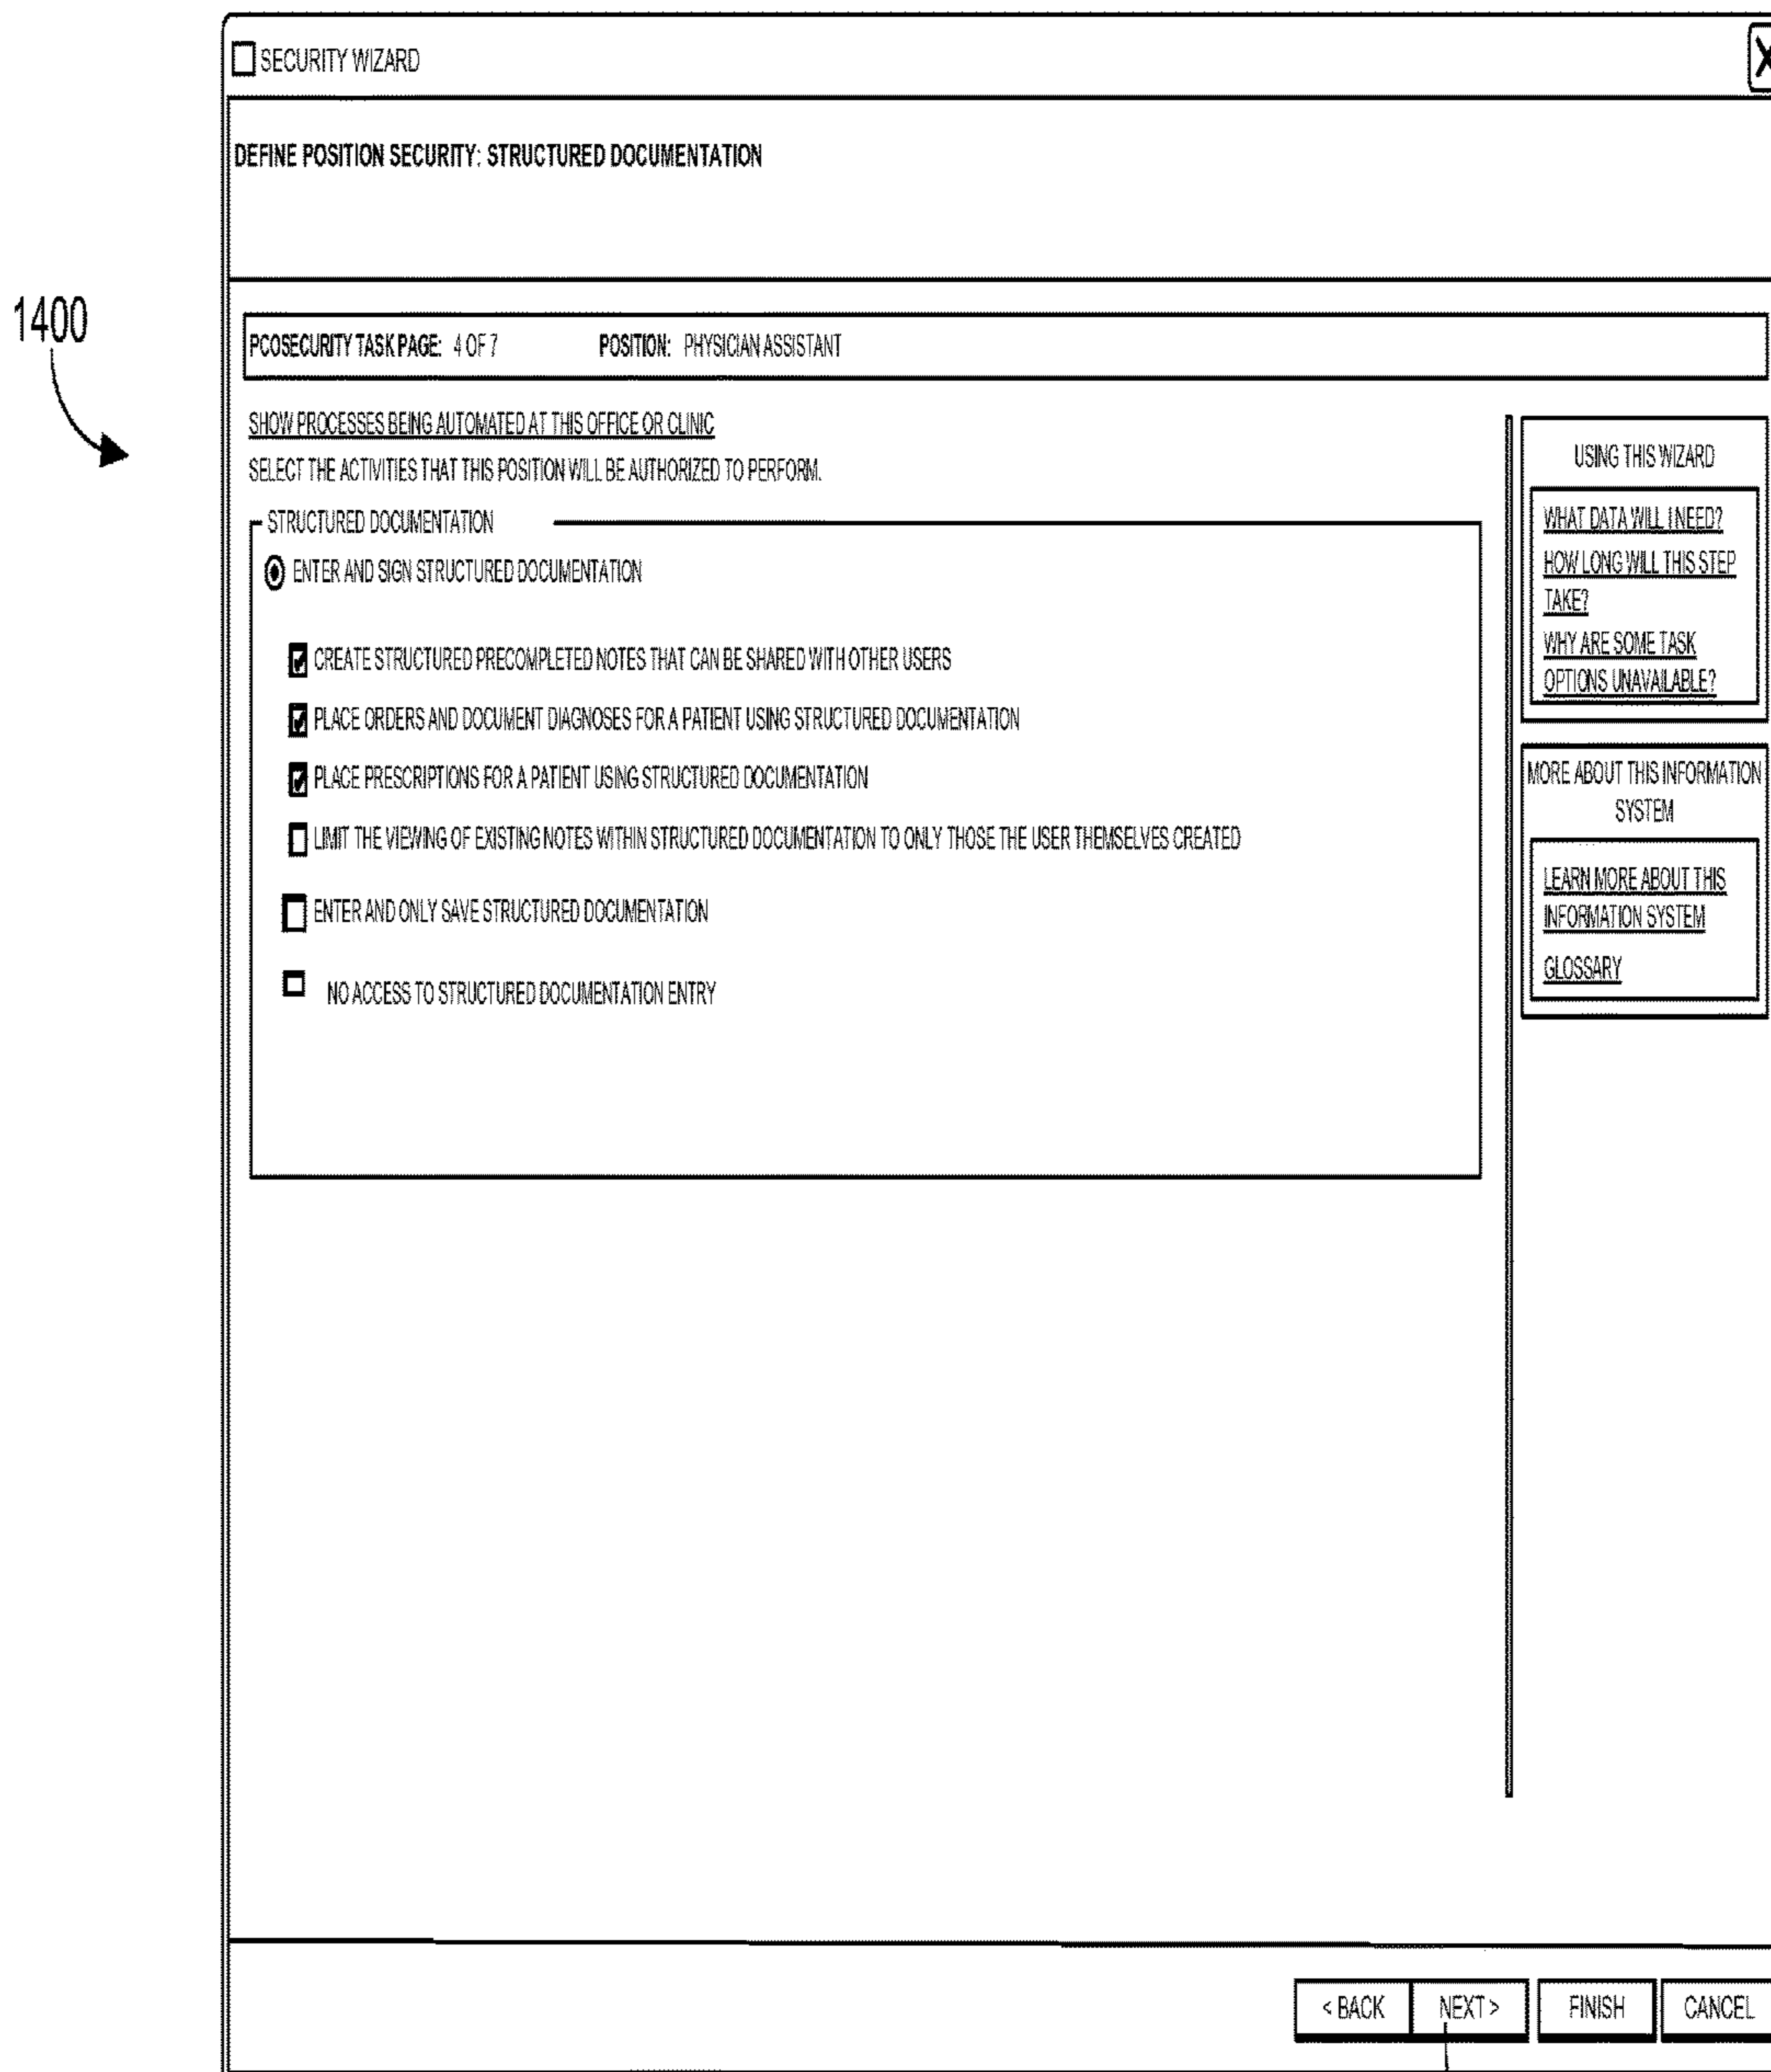 SECURITY WIZARD
X
DEFINE POSITION SECURITY: STRUCTURED DOCUMENTATION
1400
PCOSECURITY TASK PAGE: 4 OF 7 POSITION: PHYSICIAN ASSISTANT
SHOW PROCESSES BEING AUTOMATED AT THIS OFFICE OR CLINIC
SELECT THE ACTIVITIES THAT THIS POSITION WILL BE AUTHORIZED TO PERFORM.
STRUCTURED DOCUMENTATION
ENTER AND SIGN STRUCTURED DOCUMENTATION
CREATE STRUCTURED PRECOMPLETED NOTES THAT CAN BE SHARED WITH OTHER USERS
PLACE ORDERS AND DOCUMENT DIAGNOSES FOR A PATIENT USING STRUCTURED DOCUMENTATION
PLACE PRESCRIPTIONS FOR A PATIENT USING STRUCTURED DOCUMENTATION
LIMIT THE VIEWING OF EXISTING NOTES WITHIN STRUCTURED DOCUMENTATION TO ONLY THOSE THE USER THEMSELVES CREATED
ENTER AND ONLY SAVE STRUCTURED DOCUMENTATION
NO ACCESS TO STRUCTURED DOCUMENTATION ENTRY
USING THIS WIZARD
WHAT DATA WILL I NEED?
HOW LONG WILL THIS STEP
TAKE?
WHY ARE SOME TASK
OPTIONS UNAVAILABLE?
MORE ABOUT THIS INFORMATION
SYSTEM
LEARN MORE ABOUT THIS
INFORMATION SYSTEM
GLOSSARY
< BACK NEXT > FINISH CANCEL